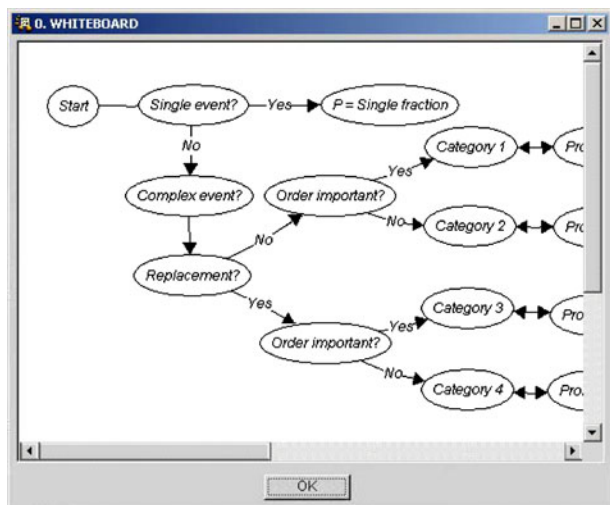 0. WHITEBOARD
Start
Single event?
Yes
P = Single fraction
No
Complex event?
Order important?
Yes
Category 1
No
Category 2
Replacement?
No
Yes
Order important?
Yes
Category 3
No
Category 4
OK